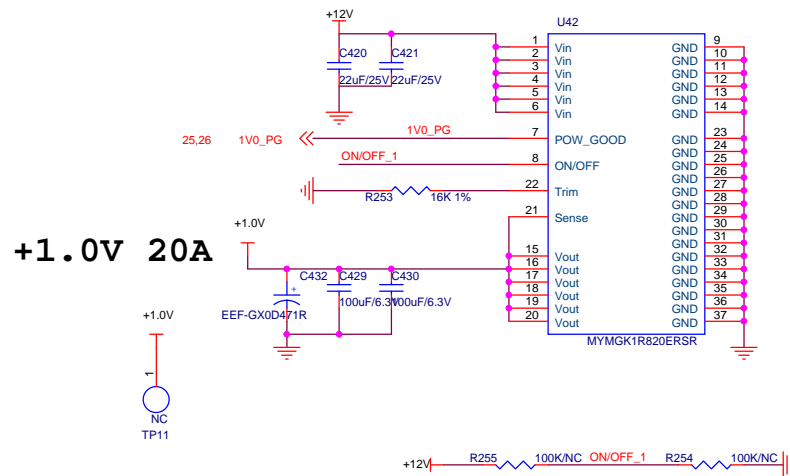 +12V
U42
C420 C421
22uF/25V 22uF/25V
1 Vin GND 9
2 Vin GND 10
3 Vin GND 11
4 Vin GND 12
5 Vin GND 13
6 Vin GND 14
25,26 1V0_PG 1V0_PG 7 POW_GOOD GND 23
GND 24
ON/OFF_1 8 ON/OFF GND 25
GND 26
R253 16K 1% 22 Trim GND 27
GND 28
21 Sense GND 29
GND 30
+1.0V
GND 31
+1.0V 20A
15 Vout GND 32
16 Vout GND 33
C432 C429 C430 17 Vout GND 34
18 Vout GND 35
+
100uF/6.3V 100uF/6.3V 19 Vout GND 36
EEF-GX0D471R 20 Vout GND 37
MYMGK1R820ERSR
+1.0V
1
NC
TP11
+12V R255 100K/NC ON/OFF_1 R254 100K/NC